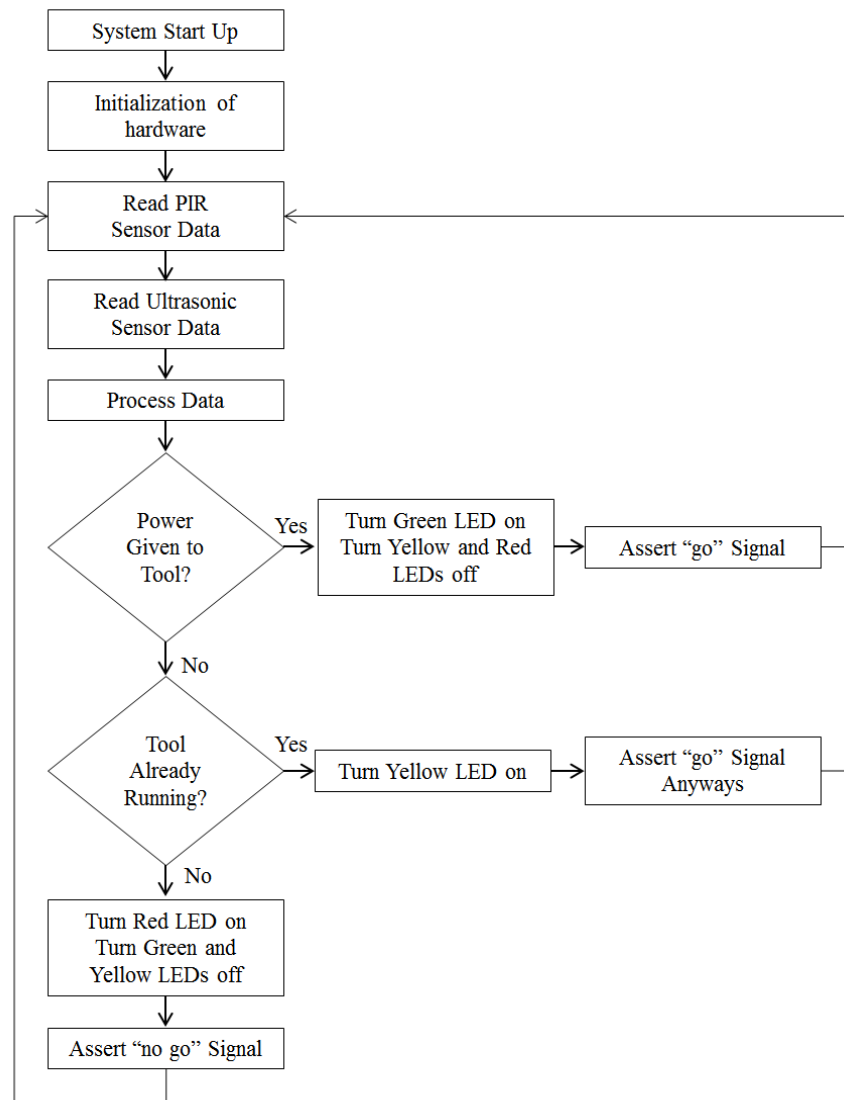 System Start Up
Initialization of
hardware
Read PIR
Sensor Data
Read Ultrasonic
Sensor Data
Process Data
Power
Given to
Tool?
Yes
Turn Green LED on
Turn Yellow and Red
LEDs off
Assert “go” Signal
No
Tool
Already
Running?
Yes
Turn Yellow LED on
Assert “go” Signal
Anyways
No
Turn Red LED on
Turn Green and
Yellow LEDs off
Assert “no go” Signal